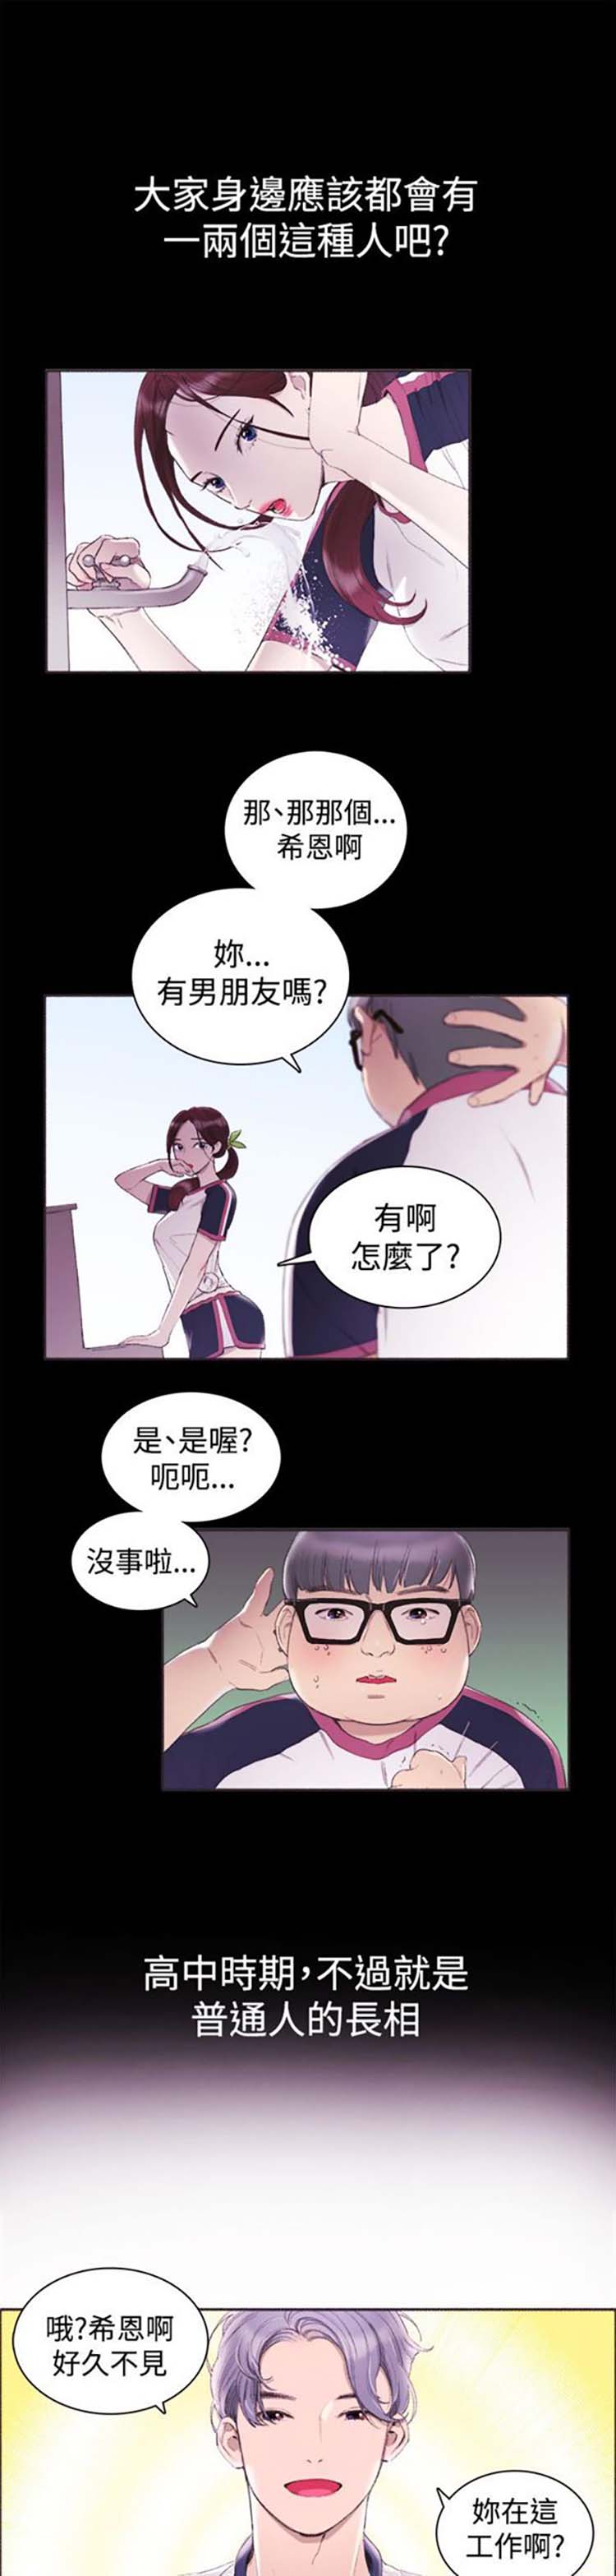 大家身邊應該都會有
一兩個這種人吧?
那、那那個...
希恩啊
妳...
有男朋友嗎?
有啊
怎麼了?
是、是喔?
呃呃...
沒事啦...
高中時期,不過就是
普通人的長相
哦?希恩啊
好久不見
妳在這
工作啊?